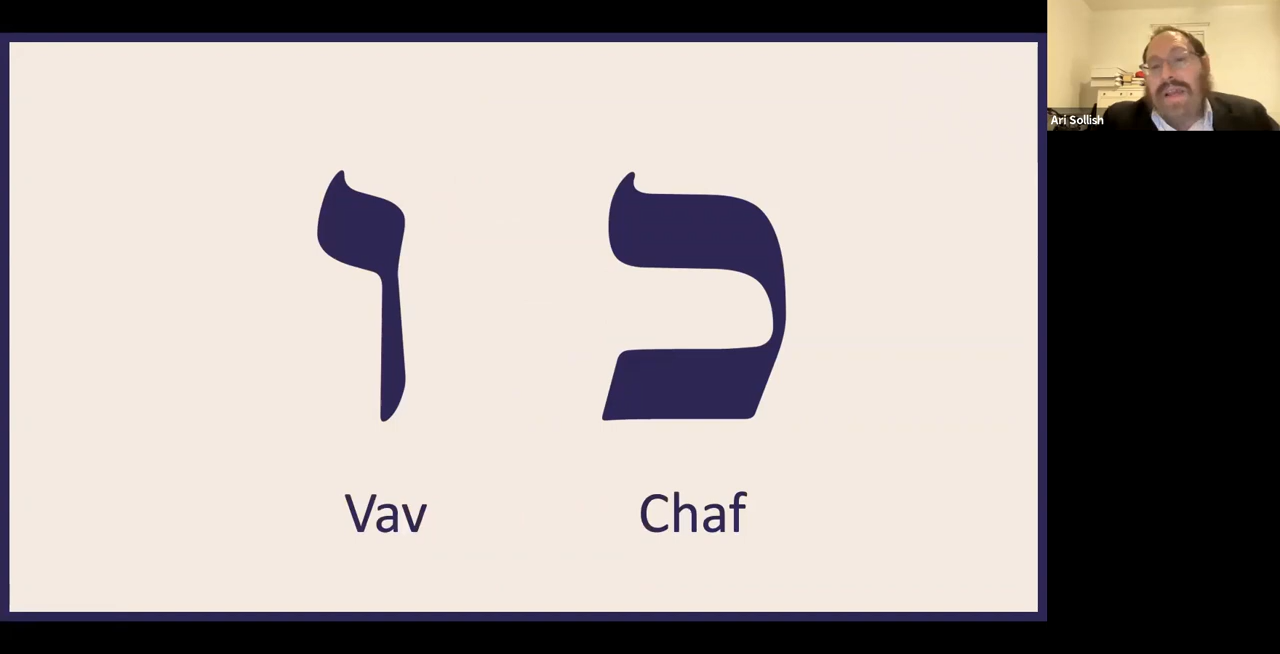 כ ו
Vav Chaf
Ari Sollish